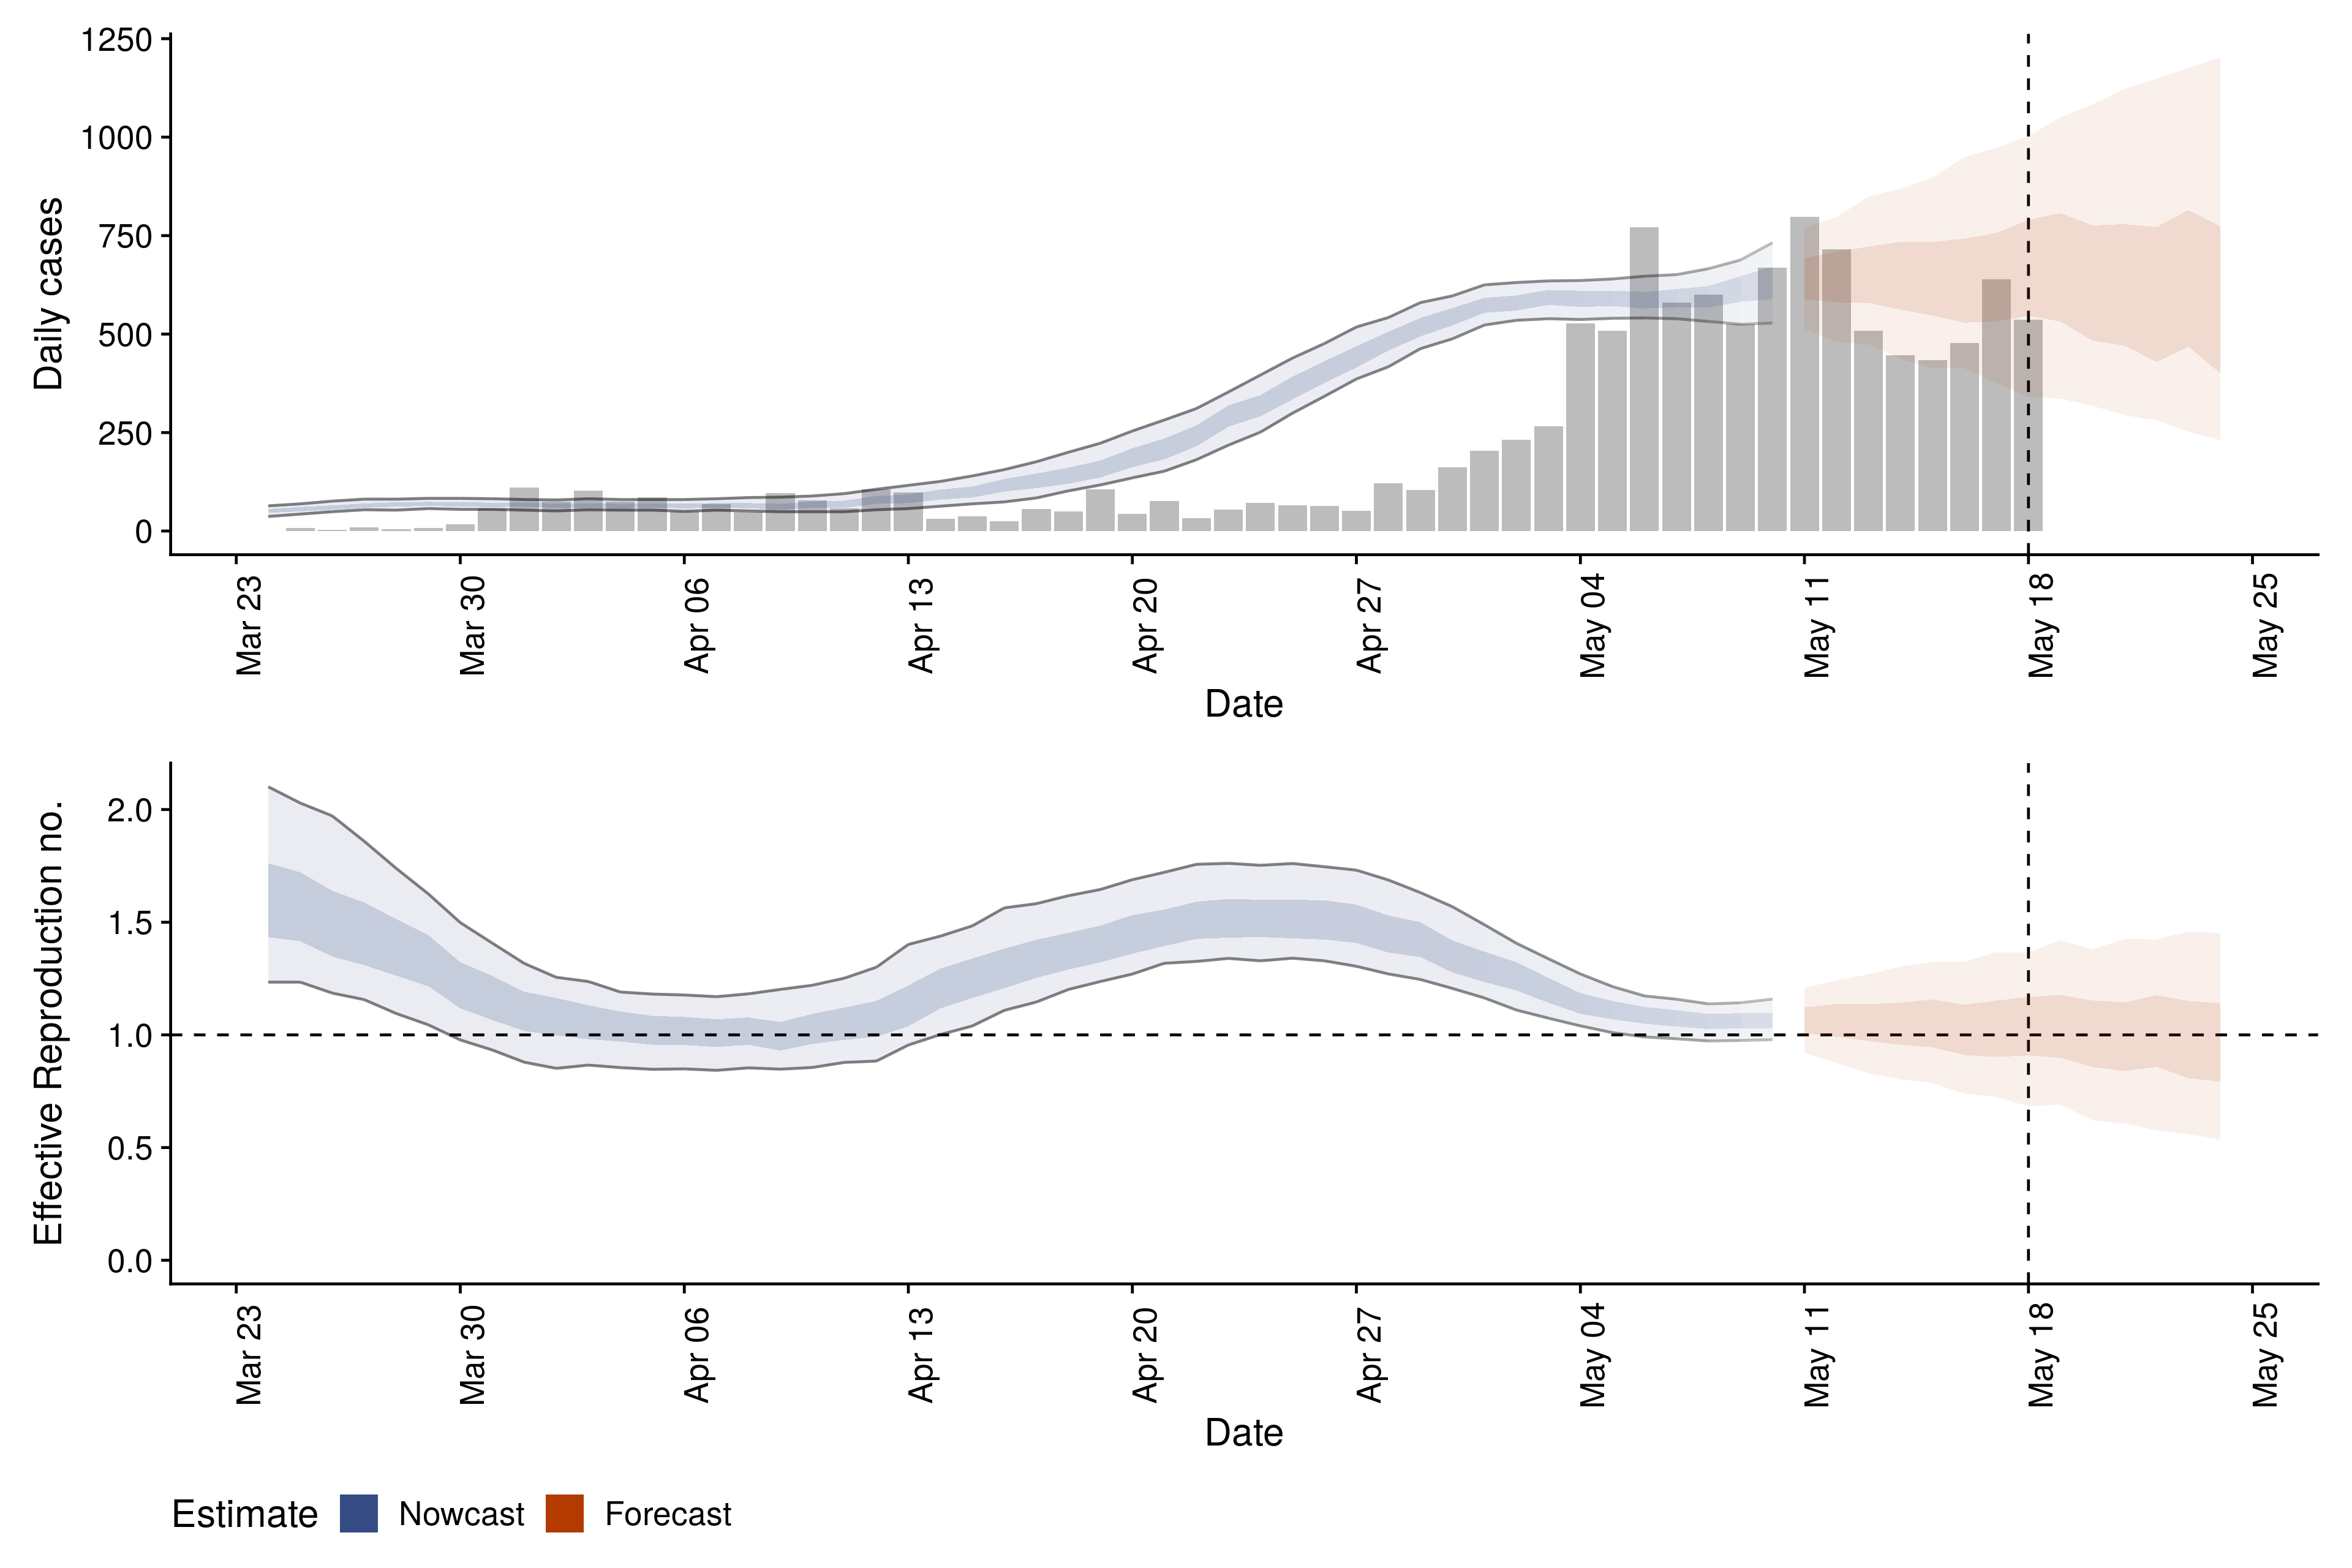 Daily cases
1250
1000
750
500
250
0
Mar 23
Mar 30
Apr 06
Apr 13
Apr 20
Apr 27
May 04
May 11
May 18
May 25
Date
Effective Reproduction no.
2.0
1.5
1.0
0.5
0.0
Mar 23
Mar 30
Apr 06
Apr 13
Apr 20
Apr 27
May 04
May 11
May 18
May 25
Date
Estimate Nowcast Forecast